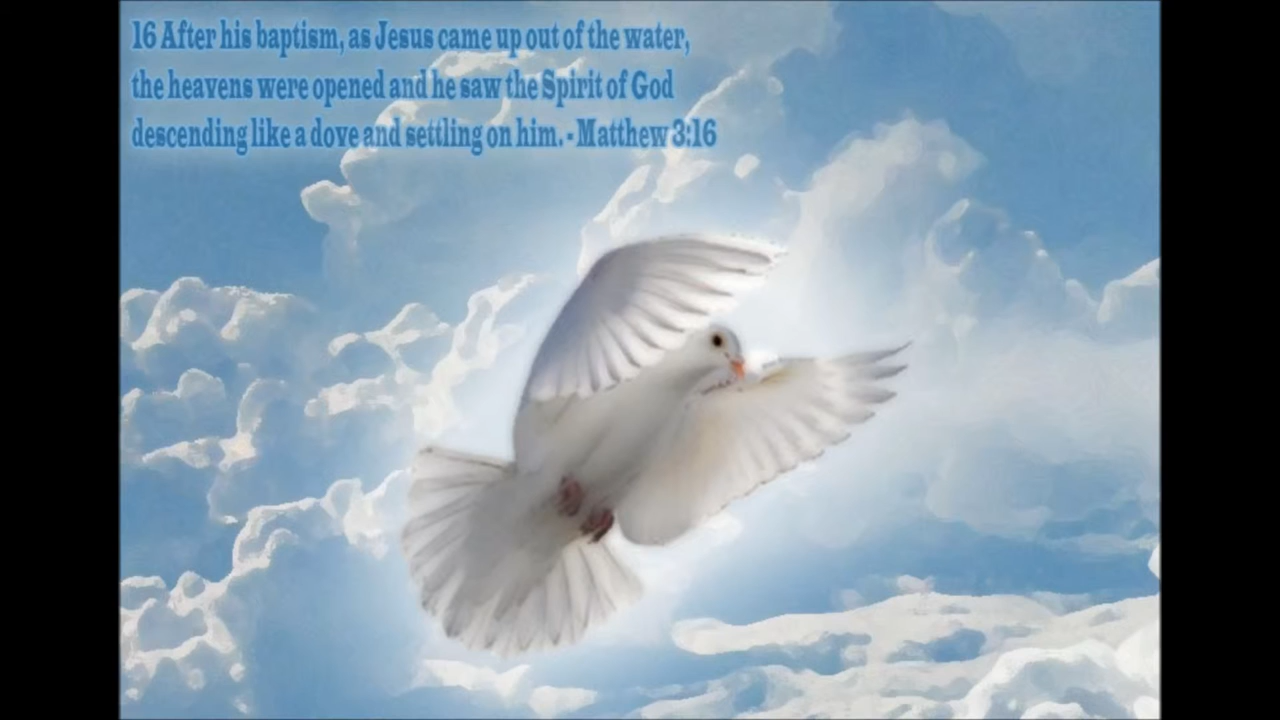 16 After his baptism, as Jesus came up out of the water,
the heavens were opened and he saw the Spirit of God
descending like a dove and settling on him. - Matthew 3:16